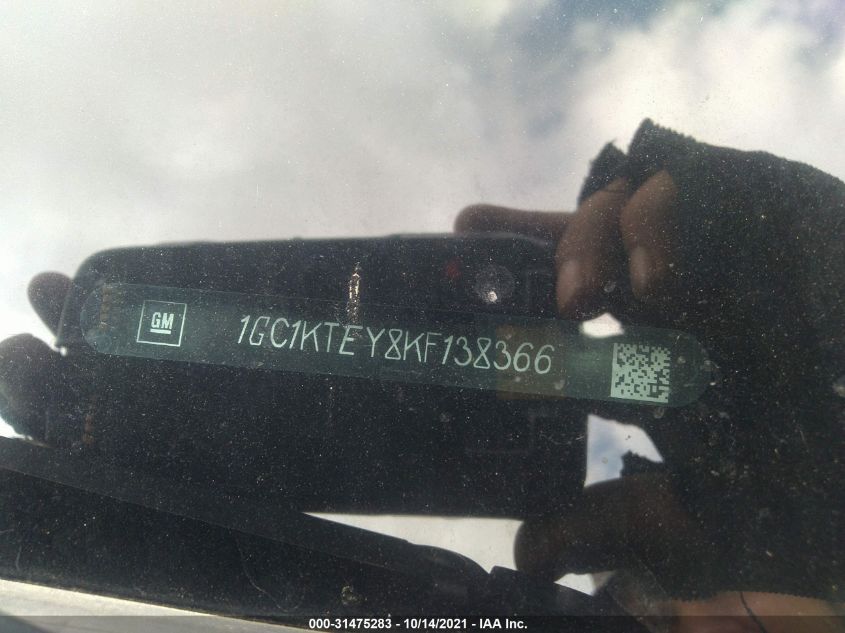 GM 1GC1KTEY8KF138366
000-31475283 - 10/14/2021 - IAA Inc.